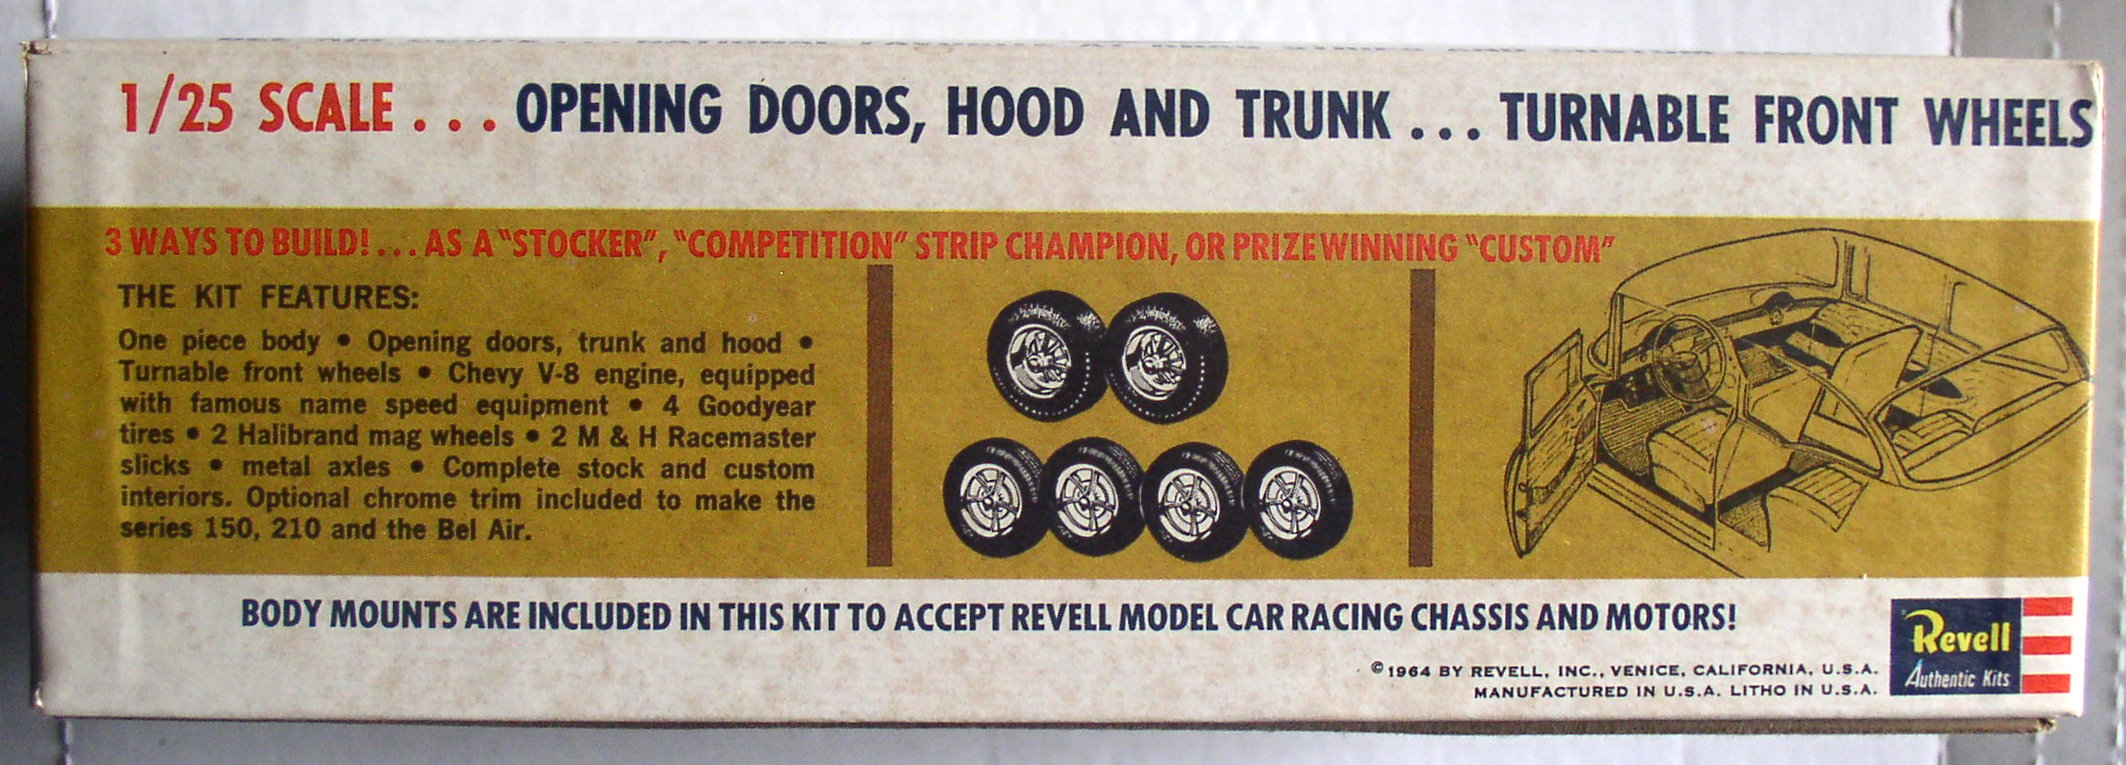 1/25 SCALE... OPENING DOORS, HOOD AND TRUNK... TURNABLE FRONT WHEELS
3 WAYS TO BUILD!... AS A "STOCKER", "COMPETITION" STRIP CHAMPION, OR PRIZE WINNING "CUSTOM"
THE KIT FEATURES:
One piece body • Opening doors, trunk and hood •
Turnable front wheels • Chevy V-8 engine, equipped
with famous name speed equipment • 4 Goodyear
tires • 2 Halibrand mag wheels • 2 M & H Racemaster
slicks • metal axles • Complete stock and custom
interiors. Optional chrome trim included to make the
series 150, 210 and the Bel Air.
BODY MOUNTS ARE INCLUDED IN THIS KIT TO ACCEPT REVELL MODEL CAR RACING CHASSIS AND MOTORS!
©1964 BY REVELL, INC., VENICE, CALIFORNIA, U.S.A.
MANUFACTURED IN U.S.A. LITHO IN U.S.A.
Revell
Authentic Kits